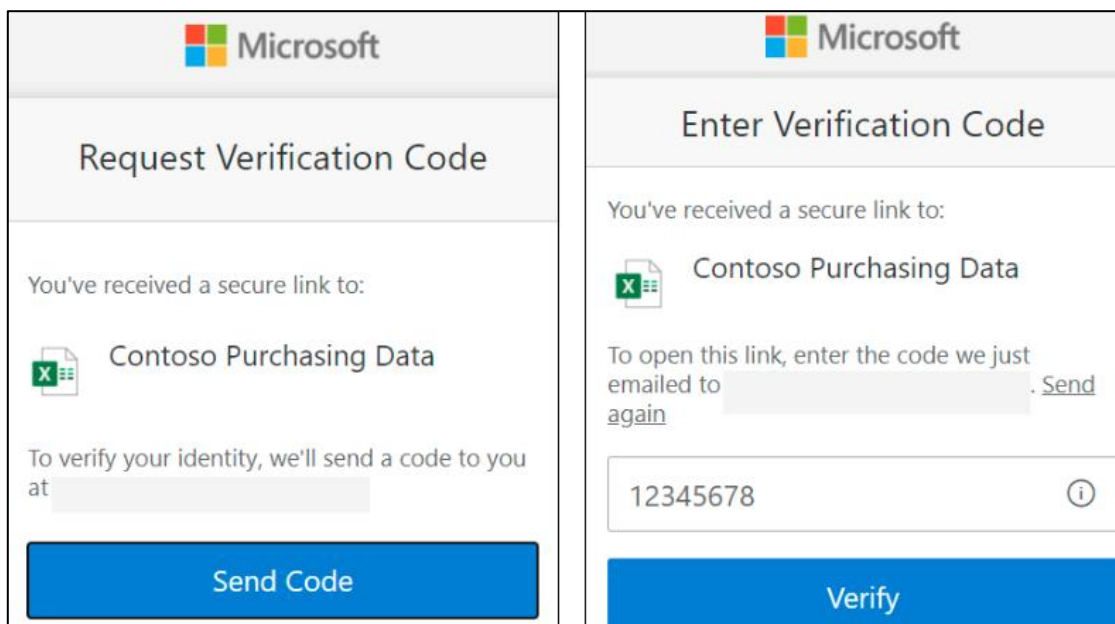 Microsoft
Request Verification Code
You've received a secure link to:
Contoso Purchasing Data
To verify your identity, we'll send a code to you
at
Send Code
Microsoft
Enter Verification Code
You've received a secure link to:
Contoso Purchasing Data
To open this link, enter the code we just
emailed to . Send
again
12345678
Verify